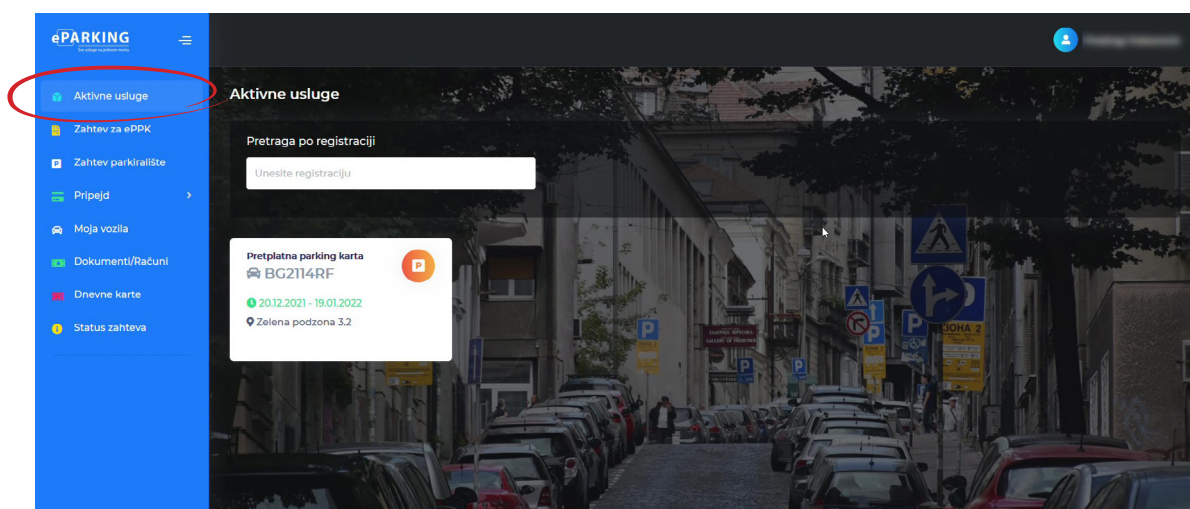 ePARKING
Aktivne usluge
Zahtev za ePPK
Zahtev parkiralište
Pripejd
Moja vozila
Dokumenti/Računi
Dnevne karte
Status zahteva
Aktivne usluge
Pretraga po registraciji
Unesite registraciju
Pretplatna parking karta
BG2114RF
20.12.2021 - 19.01.2022
Zelena podzona 3.2
P
P
P
P
P
P
ЗОНА 2